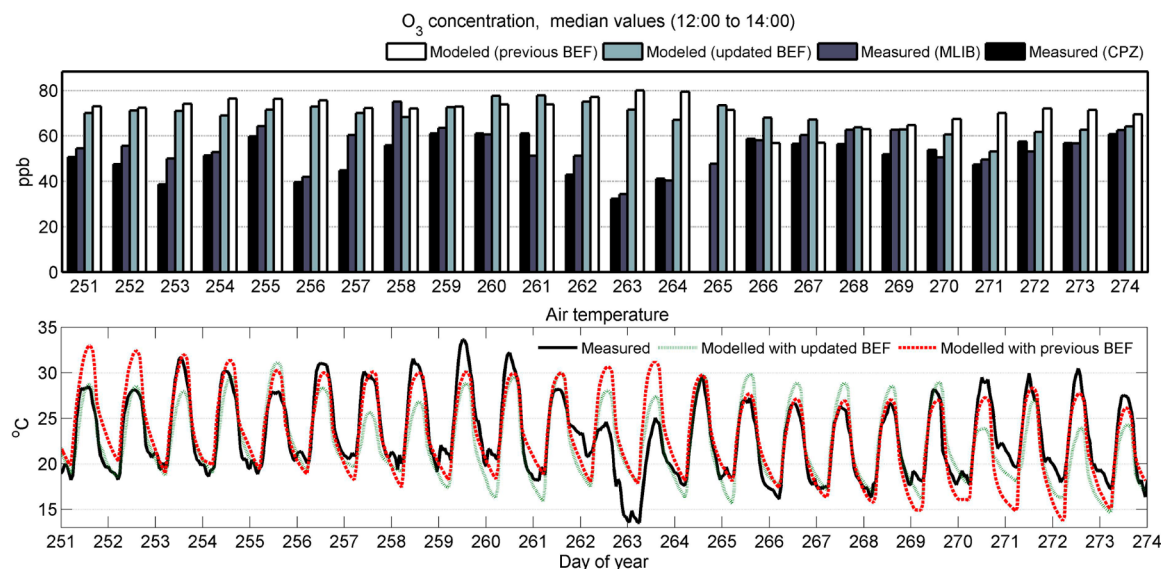 O3 concentration, median values (12:00 to 14:00)
Modeled (previous BEF) Modeled (updated BEF) Measured (MLIB) Measured (CPZ)
80
60
40
20
0
ppb
251 252 253 254 255 256 257 258 259 260 261 262 263 264 265 266 267 268 269 270 271 272 273 274
Air temperature
Measured Modelled with updated BEF Modelled with previous BEF
35
30
25
20
15
°C
251 252 253 254 255 256 257 258 259 260 261 262 263 264 265 266 267 268 269 270 271 272 273 274
Day of year